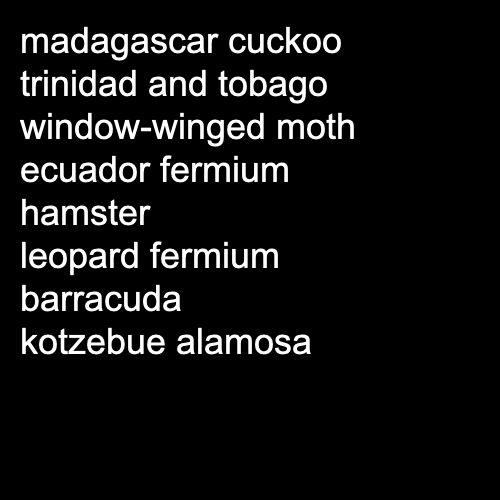 madagascar cuckoo
trinidad and tobago
window-winged moth
ecuador fermium
hamster
leopard fermium
barracuda
kotzebue alamosa